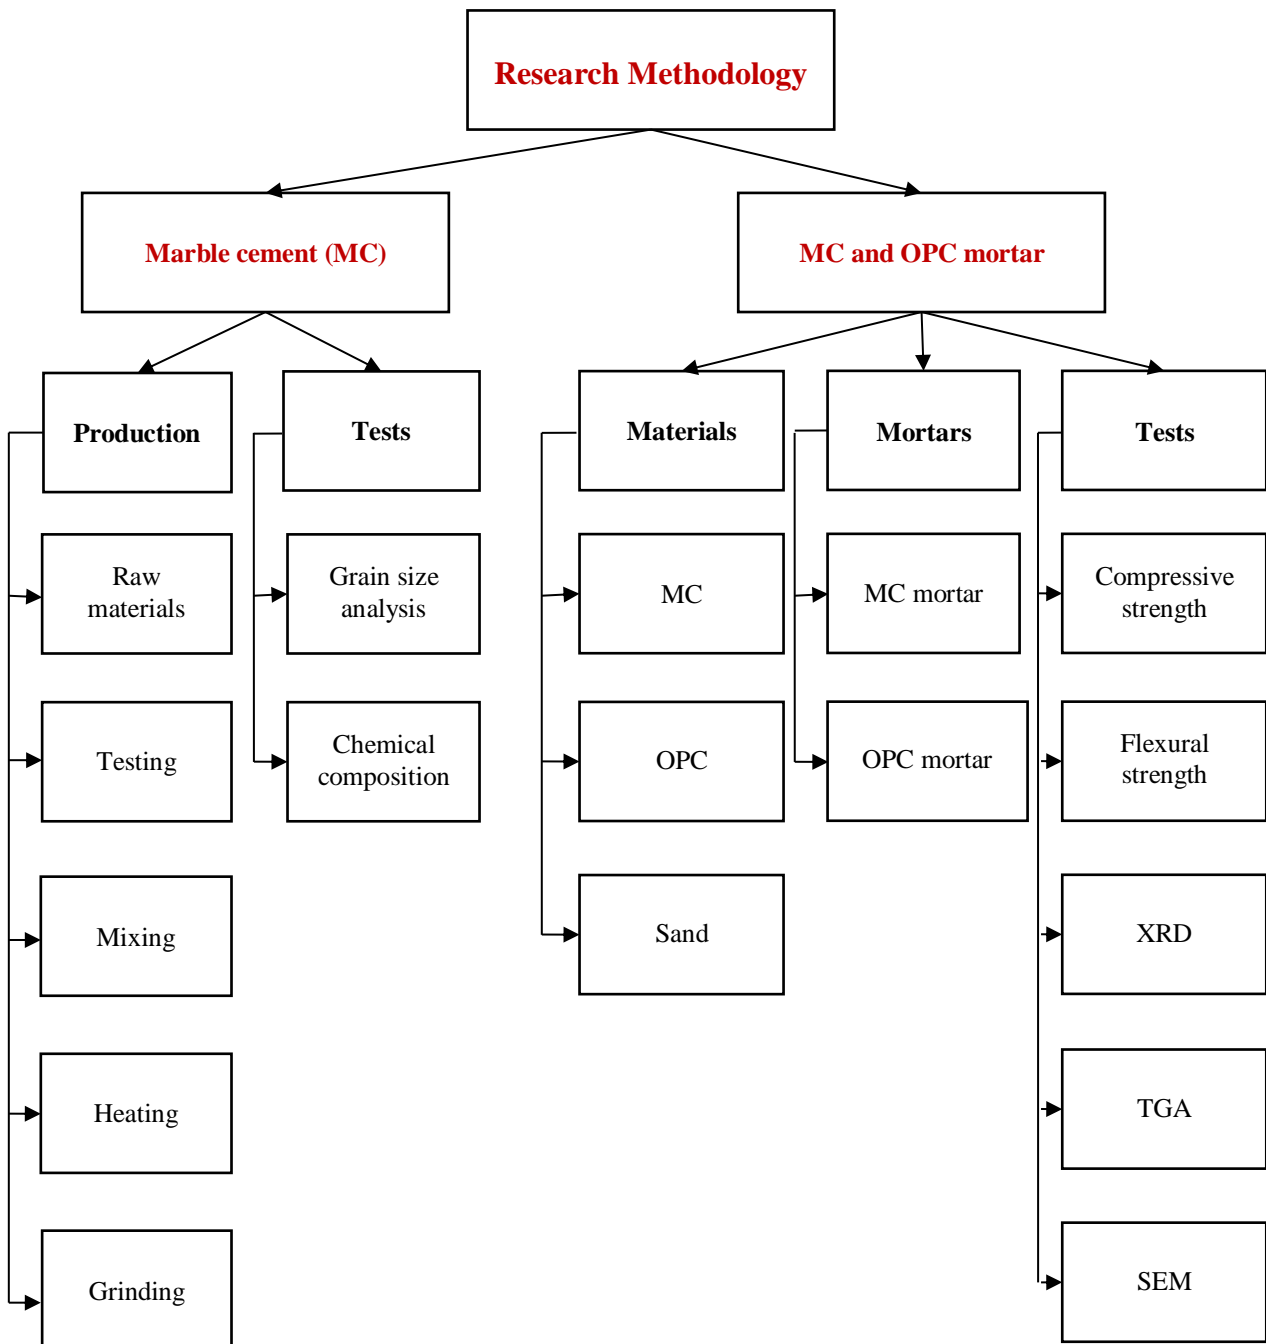 Research Methodology
Marble cement (MC)
MC and OPC mortar
Production
Tests
Materials
Mortars
Tests
Raw
materials
Grain size
analysis
MC
MC mortar
Compressive
strength
Testing
Chemical
composition
OPC
OPC mortar
Flexural
strength
Mixing
Sand
XRD
Heating
TGA
Grinding
SEM